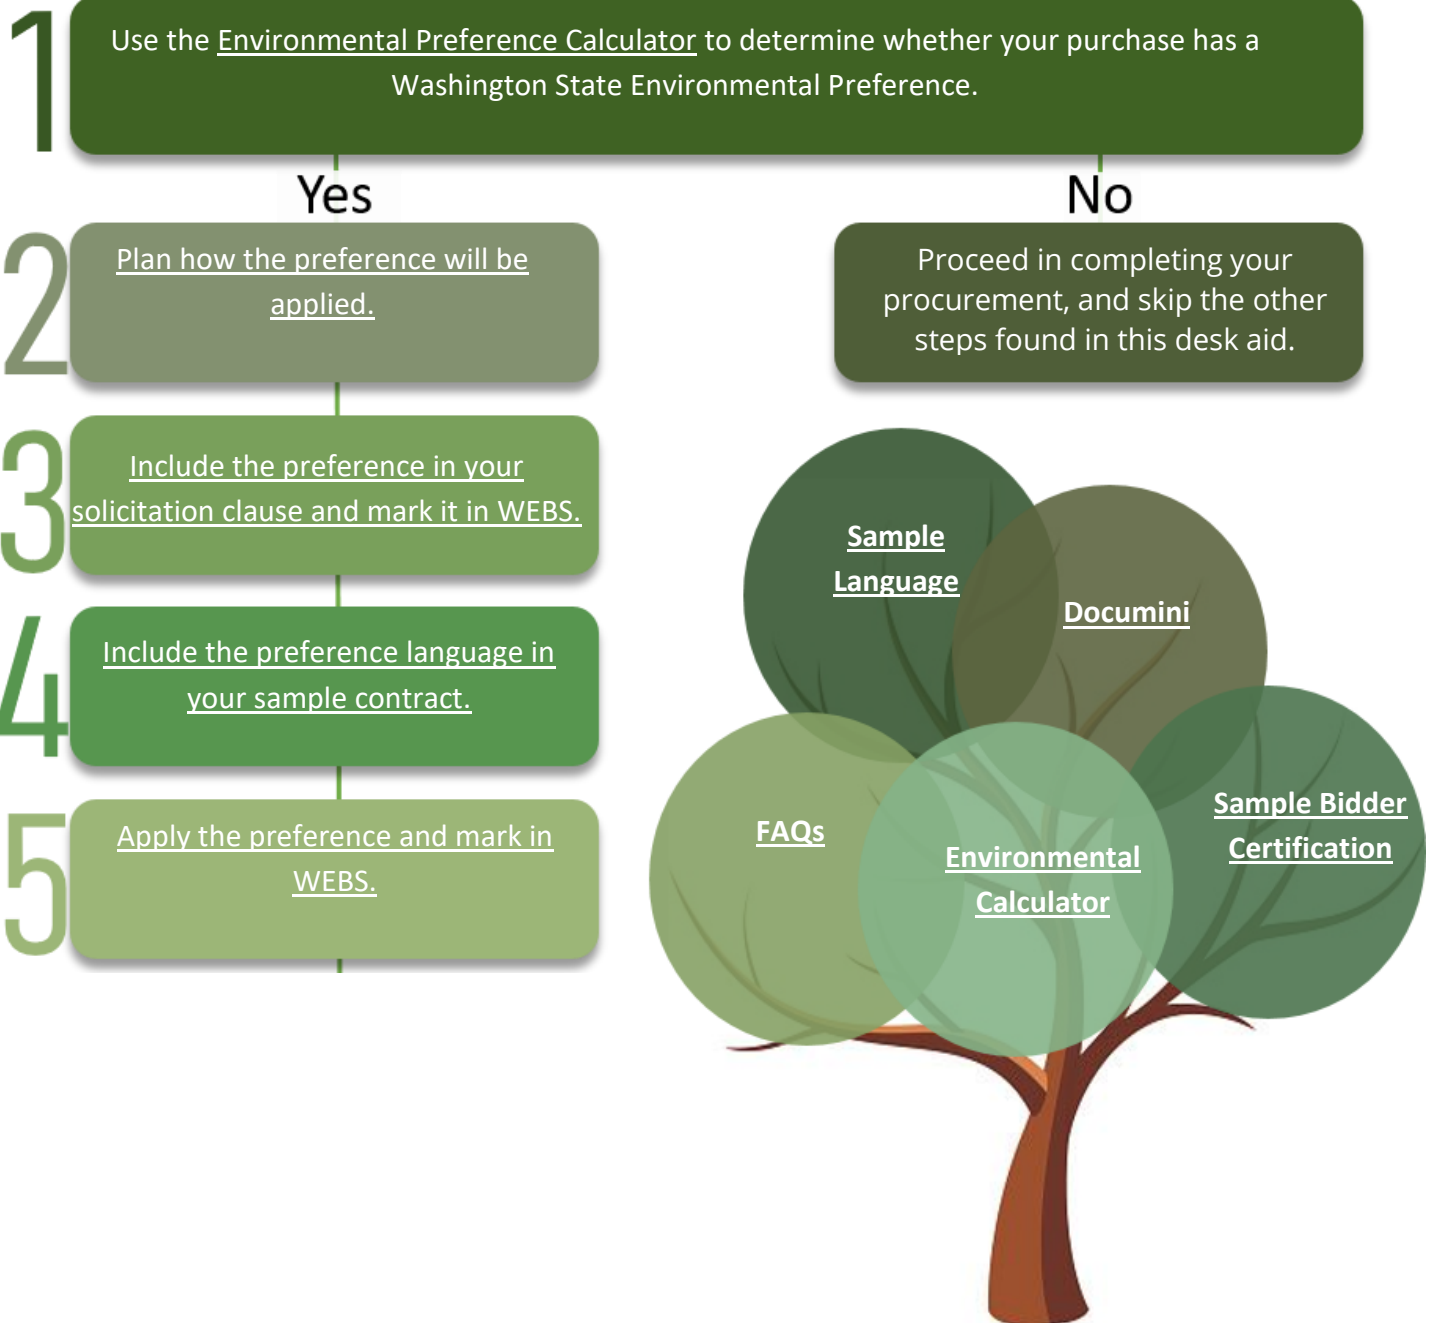 1
Use the Environmental Preference Calculator to determine whether your purchase has a
Washington State Environmental Preference.
Yes
No
2
Plan how the preference will be
applied.
Proceed in completing your
procurement, and skip the other
steps found in this desk aid.
3
Include the preference in your
solicitation clause and mark it in WEBS.
4
Include the preference language in
your sample contract.
5
Apply the preference and mark in
WEBS.
Sample
Language
Documini
FAQs
Environmental
Calculator
Sample Bidder
Certification